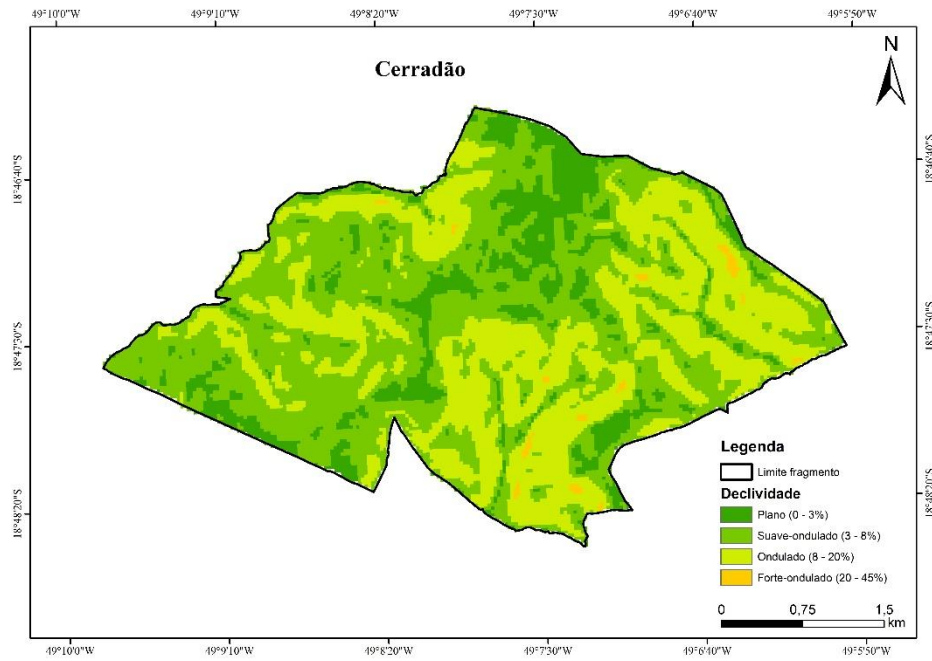 49°10'0"W 49°9'10"W 49°8'20"W 49°7'30"W 49°6'40"W 49°5'50"W
Cerradão
N
18°46'40"S 18°46'40"S
18°47'30"S 18°47'30"S
18°48'20"S 18°48'20"S
Legenda
Limite fragmento
Declividade
Plano (0 - 3%)
Suave-ondulado (3 - 8%)
Ondulado (8 - 20%)
Forte-ondulado (20 - 45%)
0 0,75 1,5
km
49°10'0"W 49°9'10"W 49°8'20"W 49°7'30"W 49°6'40"W 49°5'50"W